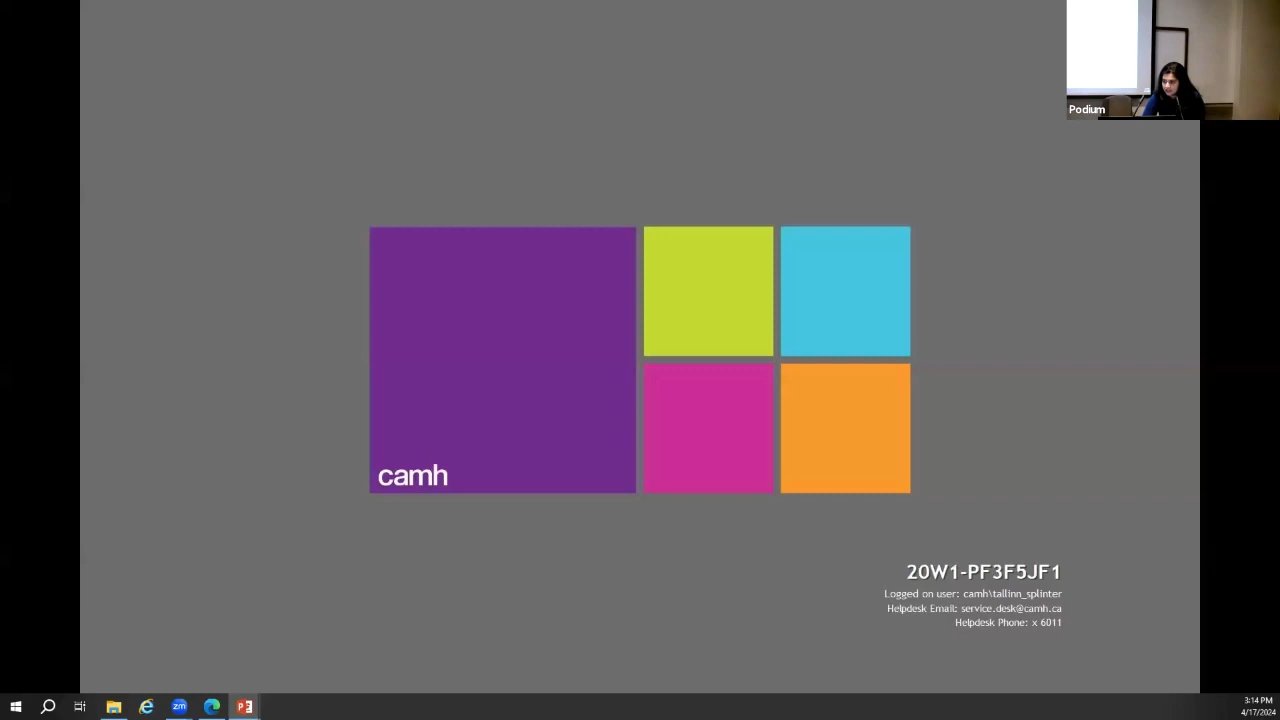 Podium
camh
20W1-PF3F5JF1
Logged on user: camh\tallinn_splinter
Helpdesk Email: service.desk@camh.ca
Helpdesk Phone: x 6011
zm
3:14 PM
4/17/2024